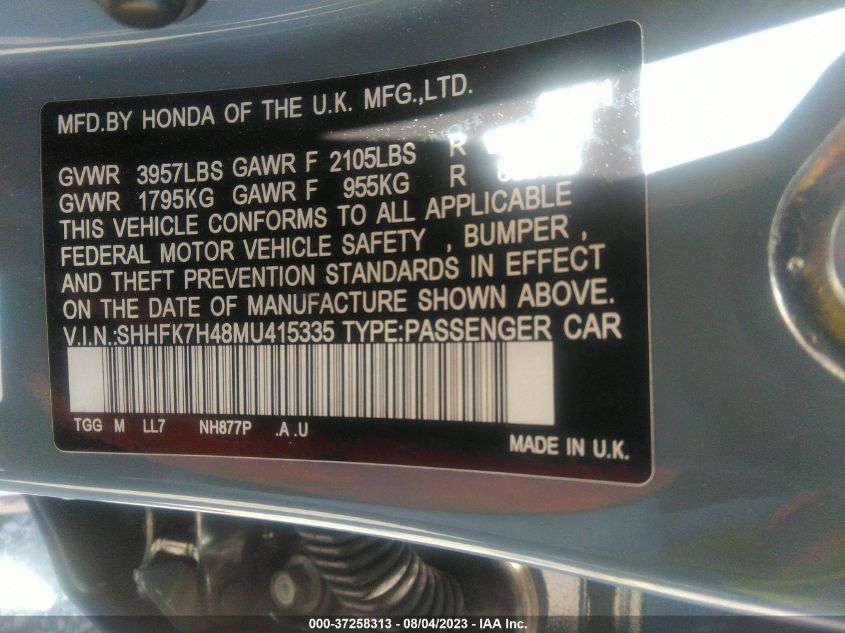 MFD.BY HONDA OF THE U.K. MFG.,LTD.
GVWR 3957LBS GAWR F 2105LBS R
GVWR 1795KG GAWR F 955KG R
THIS VEHICLE CONFORMS TO ALL APPLICABLE
FEDERAL MOTOR VEHICLE SAFETY , BUMPER ,
AND THEFT PREVENTION STANDARDS IN EFFECT
ON THE DATE OF MANUFACTURE SHOWN ABOVE.
V.I.N.:SHHFK7H48MU415335 TYPE:PASSENGER CAR
TGG M LL7 NH877P .A .U
MADE IN U.K.
000-37258313 - 08/04/2023 - IAA Inc.